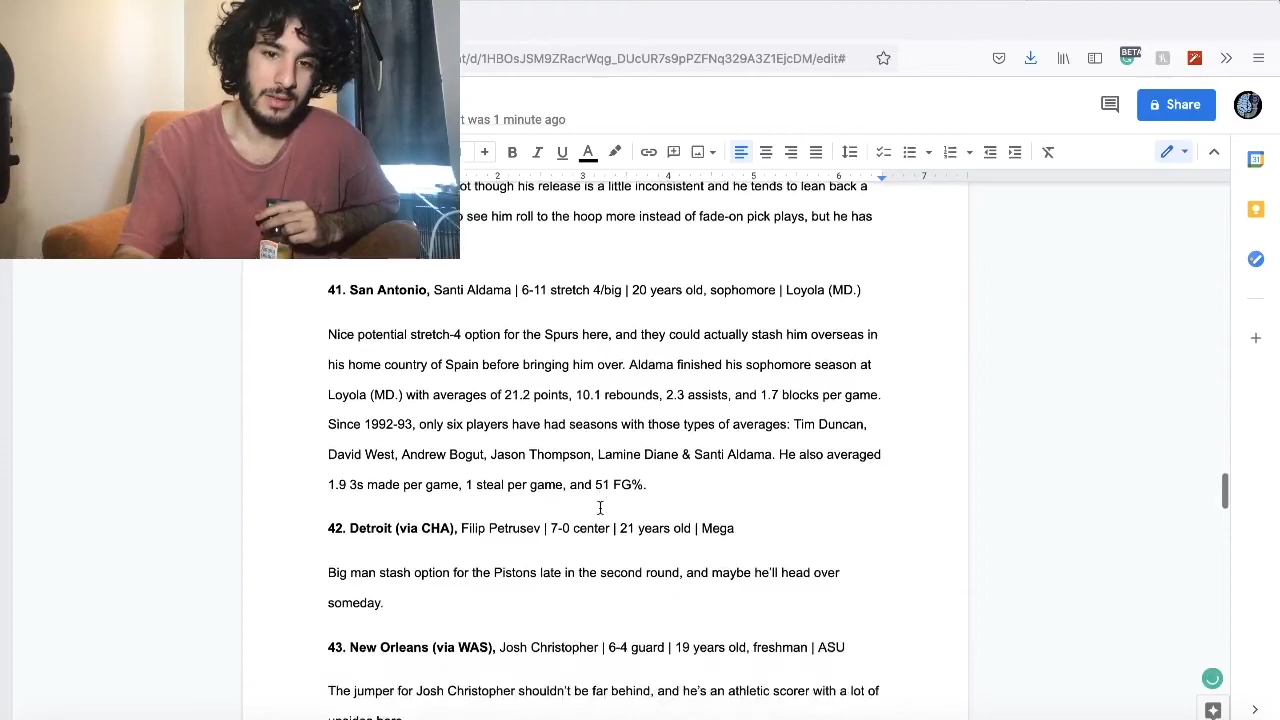 nt/d/1HBOsJSM9ZRacrWqg_DUcUR7s9pPZFNq329A3Z1EjcDM/edit#
BETA
t was 1 minute ago
Share
31
2 3 4 5 6 7
ot though his release is a little inconsistent and he tends to lean back a
see him roll to the hoop more instead of fade-on pick plays, but he has
41. San Antonio, Santi Aldama | 6-11 stretch 4/big | 20 years old, sophomore | Loyola (MD.)
Nice potential stretch-4 option for the Spurs here, and they could actually stash him overseas in
his home country of Spain before bringing him over. Aldama finished his sophomore season at
Loyola (MD.) with averages of 21.2 points, 10.1 rebounds, 2.3 assists, and 1.7 blocks per game.
Since 1992-93, only six players have had seasons with those types of averages: Tim Duncan,
David West, Andrew Bogut, Jason Thompson, Lamine Diane & Santi Aldama. He also averaged
1.9 3s made per game, 1 steal per game, and 51 FG%.
42. Detroit (via CHA), Filip Petrusev | 7-0 center | 21 years old | Mega
Big man stash option for the Pistons late in the second round, and maybe he'll head over
someday.
43. New Orleans (via WAS), Josh Christopher | 6-4 guard | 19 years old, freshman | ASU
The jumper for Josh Christopher shouldn't be far behind, and he's an athletic scorer with a lot of
upside here.